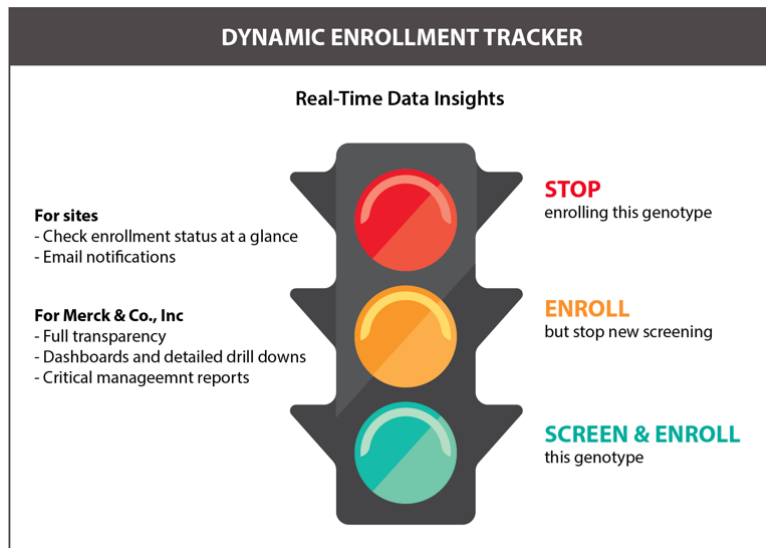 DYNAMIC ENROLLMENT TRACKER
Real-Time Data Insights
For sites
- Check enrollment status at a glance
- Email notifications
For Merck & Co., Inc
- Full transparency
- Dashboards and detailed drill downs
- Critical manageemnt reports
STOP
enrolling this genotype
ENROLL
but stop new screening
SCREEN & ENROLL
this genotype